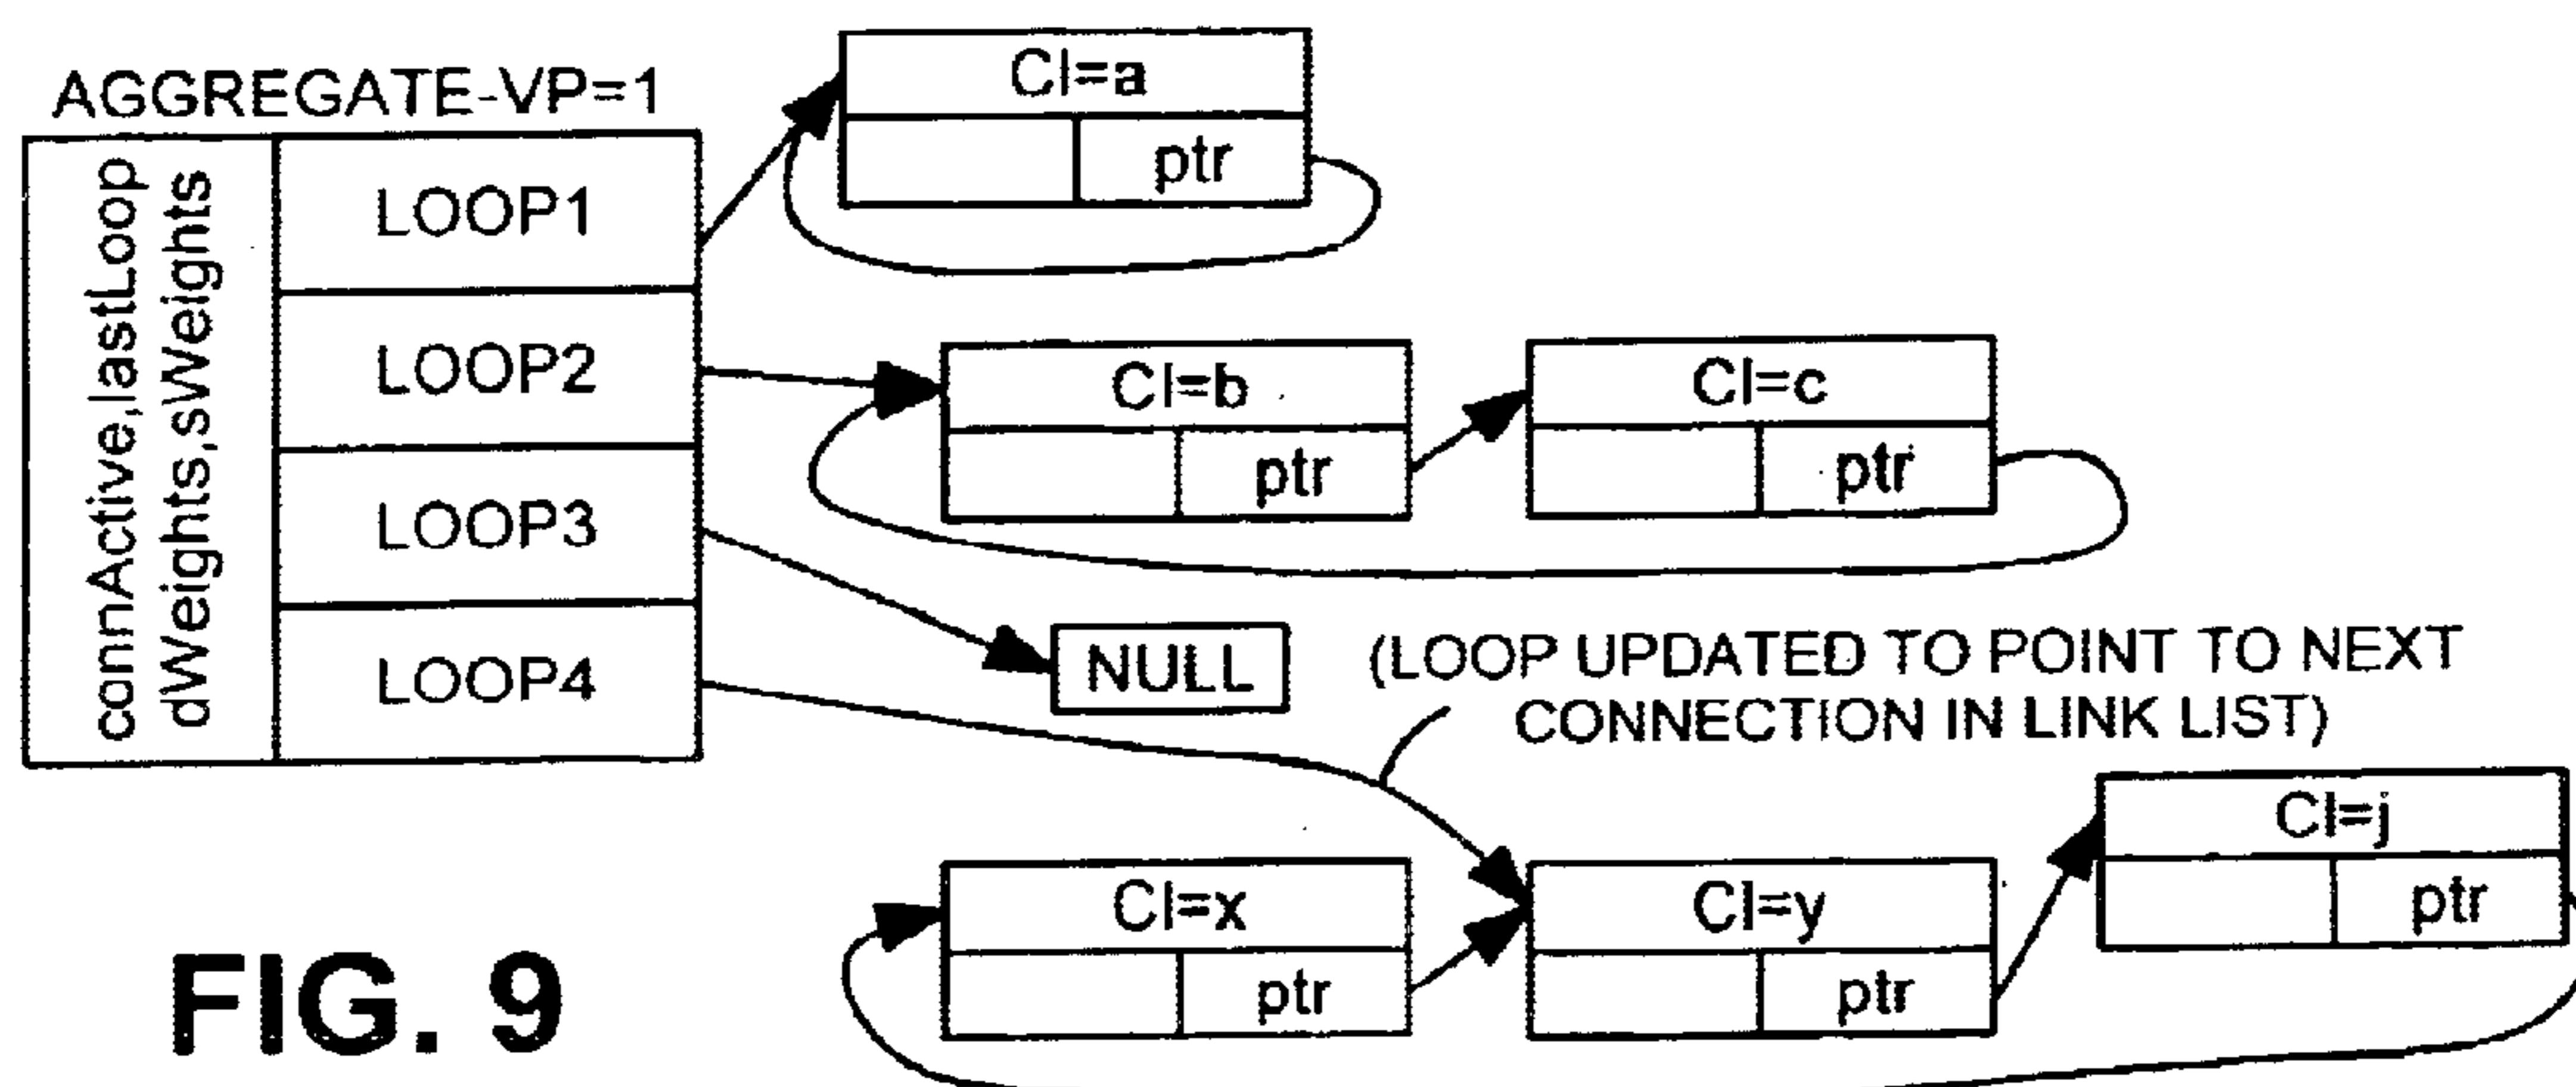 AGGREGATE-VP=1
connActive,lastLoop
dWeights,sWeights
LOOP1
LOOP2
LOOP3
LOOP4
CI=a
ptr
CI=b
ptr
CI=c
ptr
NULL
(LOOP UPDATED TO POINT TO NEXT
CONNECTION IN LINK LIST)
CI=x
ptr
CI=y
ptr
CI=j
ptr
FIG. 9